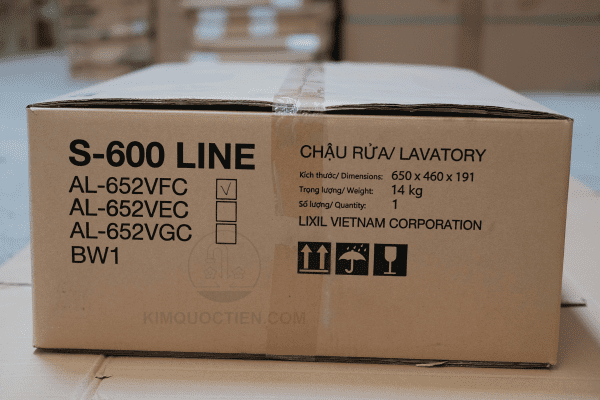 S-600 LINE
AL-652VFC
AL-652VEC
AL-652VGC
BW1
CHẬU RỬA/ LAVATORY
Kích thước/ Dimensions: 650 x 460 x 191
Trọng lượng/ Weight: 14 kg
Số lượng/ Quantity: 1
LIXIL VIETNAM CORPORATION
KIMQUOCTIEN.COM